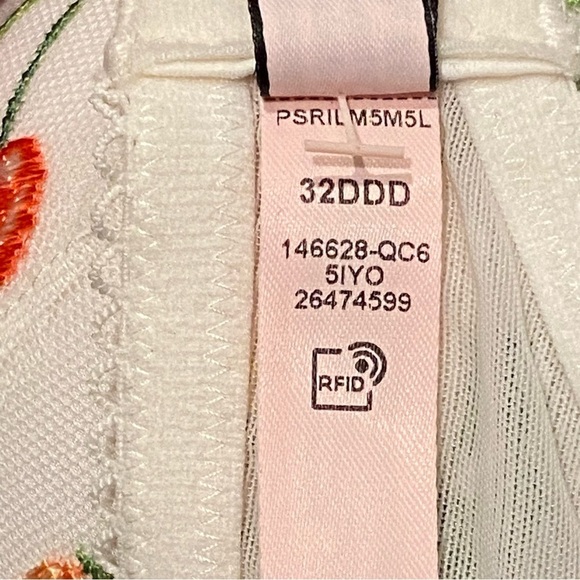 PSRILM5M5L
32DDD
146628-QC6
5IYO
26474599
RFID